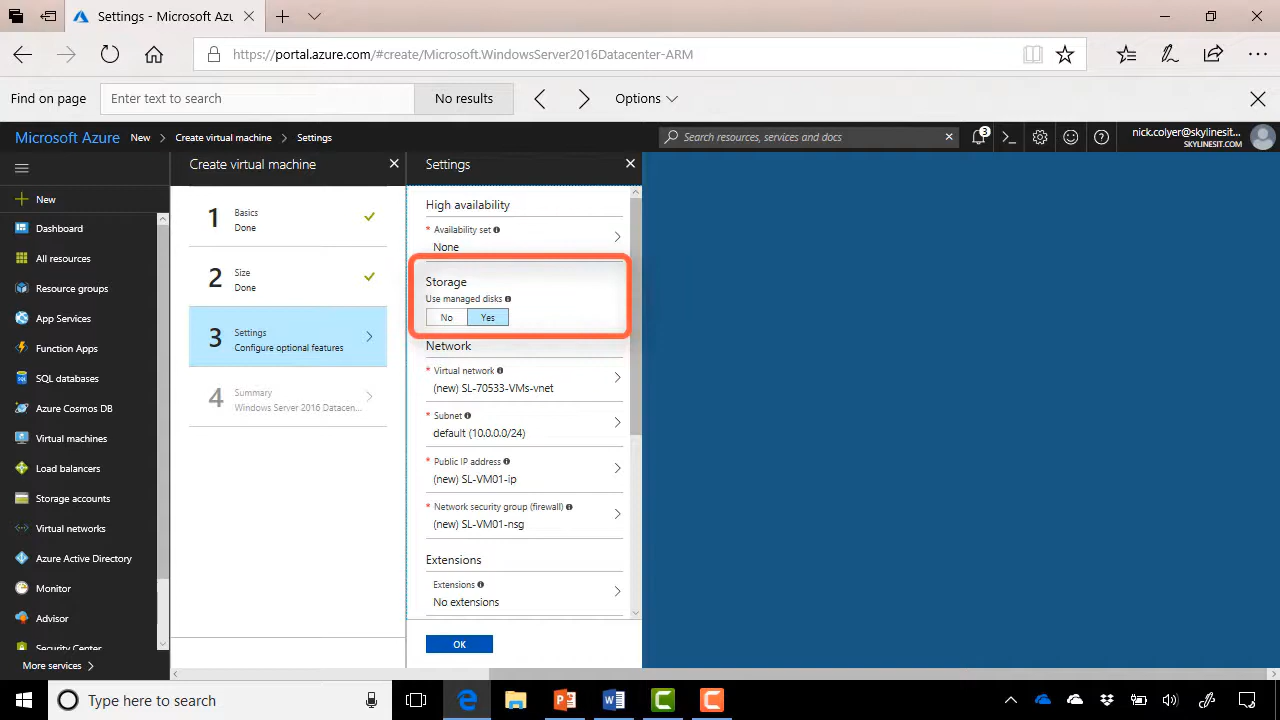 Settings - Microsoft Azu
https://portal.azure.com/#create/Microsoft.WindowsServer2016Datacenter-ARM
Find on page
Enter text to search
No results
Options
Microsoft Azure
New
Create virtual machine
Settings
Search resources, services and docs
3
nick.colyer@skylinesit....
SKYLINESIT.COM
New
Dashboard
All resources
Resource groups
App Services
Function Apps
SQL databases
Azure Cosmos DB
Virtual machines
Load balancers
Storage accounts
Virtual networks
Azure Active Directory
Monitor
Advisor
Security Center
More services
Create virtual machine
1
Basics
Done
2
Size
Done
3
Settings
Configure optional features
4
Summary
Windows Server 2016 Datacen...
Settings
High availability
* Availability set
None
Storage
Use managed disks
No Yes
Network
* Virtual network
(new) SL-70533-VMs-vnet
* Subnet
default (10.0.0.0/24)
* Public IP address
(new) SL-VM01-ip
* Network security group (firewall)
(new) SL-VM01-nsg
Extensions
Extensions
No extensions
OK
Type here to search